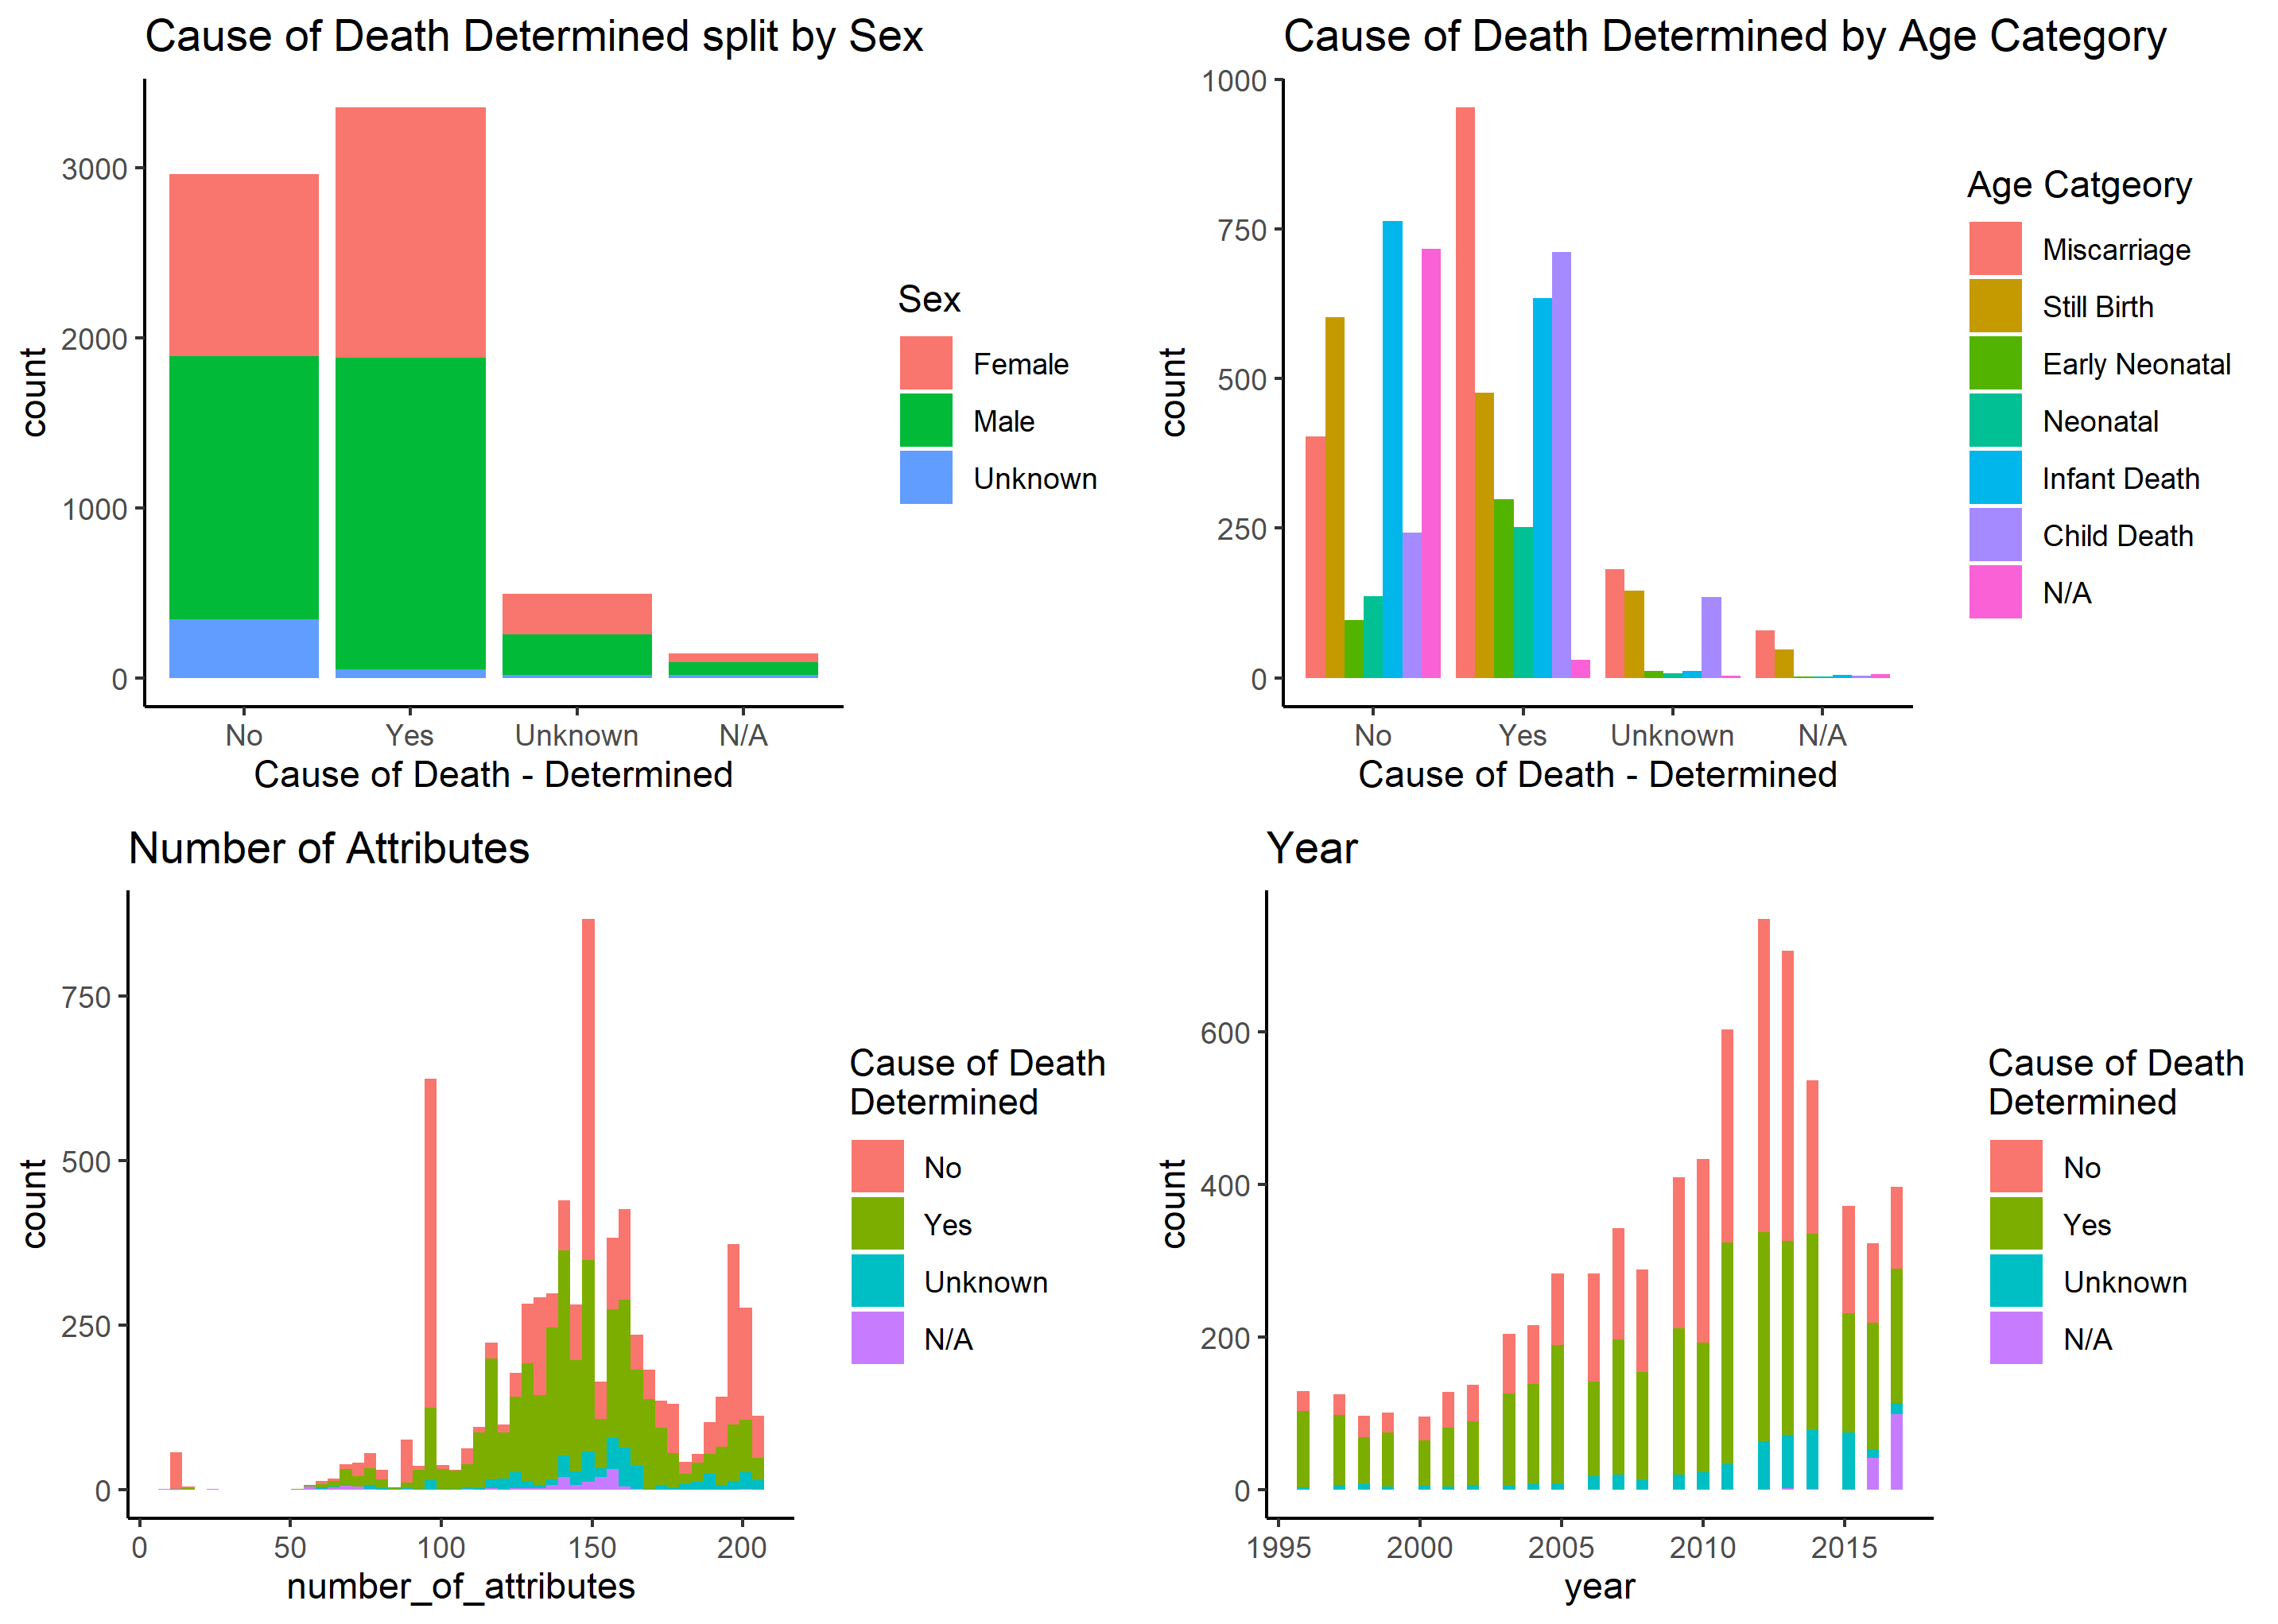 Cause of Death Determined split by Sex
3000
2000
1000
0
count
No Yes Unknown N/A
Cause of Death - Determined
Sex
Female
Male
Unknown
Cause of Death Determined by Age Category
1000
750
500
250
0
count
No Yes Unknown N/A
Cause of Death - Determined
Age Catgeory
Miscarriage
Still Birth
Early Neonatal
Neonatal
Infant Death
Child Death
N/A
Number of Attributes
750
500
250
0
count
0 50 100 150 200
number_of_attributes
Cause of Death
Determined
No
Yes
Unknown
N/A
Year
600
400
200
0
count
1995 2000 2005 2010 2015
year
Cause of Death
Determined
No
Yes
Unknown
N/A